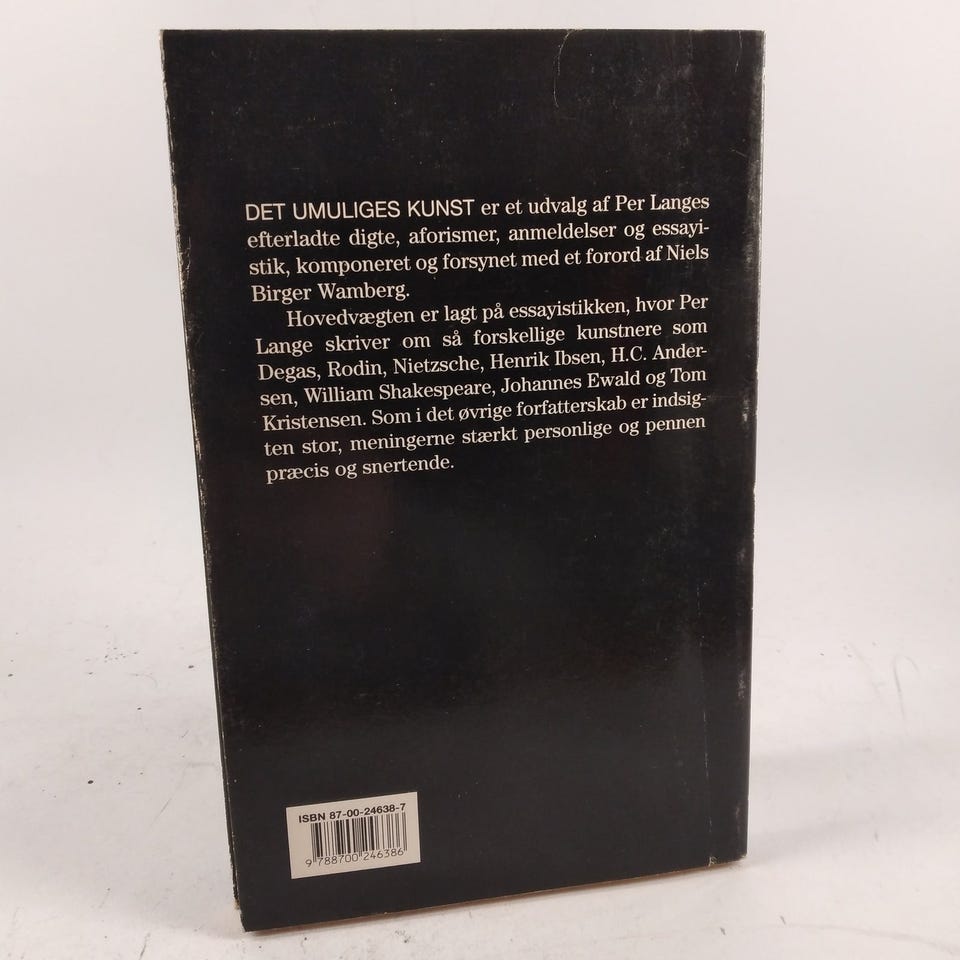 DET UMULIGES KUNST er et udvalg af Per Langes
efterladte digte, aforismer, anmeldelser og essayi-
stik, komponeret og forsynet med et forord af Niels
Birger Wamberg.
Hovedvægten er lagt på essayistikken, hvor Per
Lange skriver om så forskellige kunstnere som
Degas, Rodin, Nietzsche, Henrik Ibsen, H.C. Ander-
sen, William Shakespeare, Johannes Ewald og Tom
Kristensen. Som i det øvrige forfatterskab er indsig-
ten stor, meningerne stærkt personlige og pennen
præcis og snertende.
ISBN 87-00-24638-7
9 788700 246386